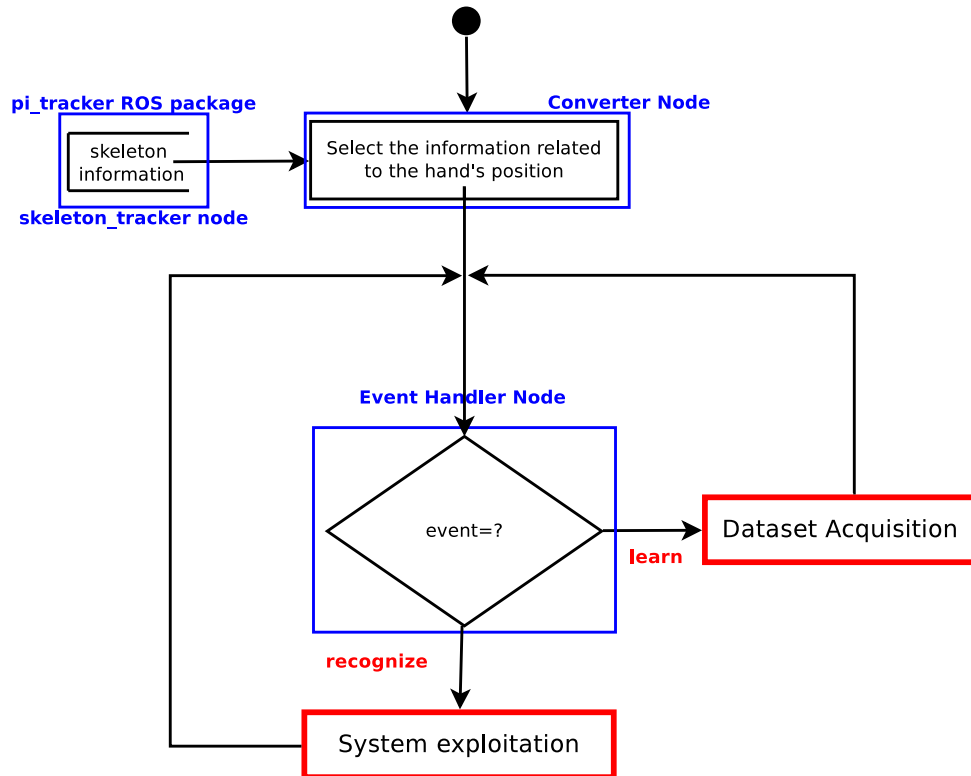 pi_tracker ROS package
Converter Node
skeleton
information
Select the information related
to the hand's position
skeleton_tracker node
Event Handler Node
event=?
learn
Dataset Acquisition
recognize
System exploitation